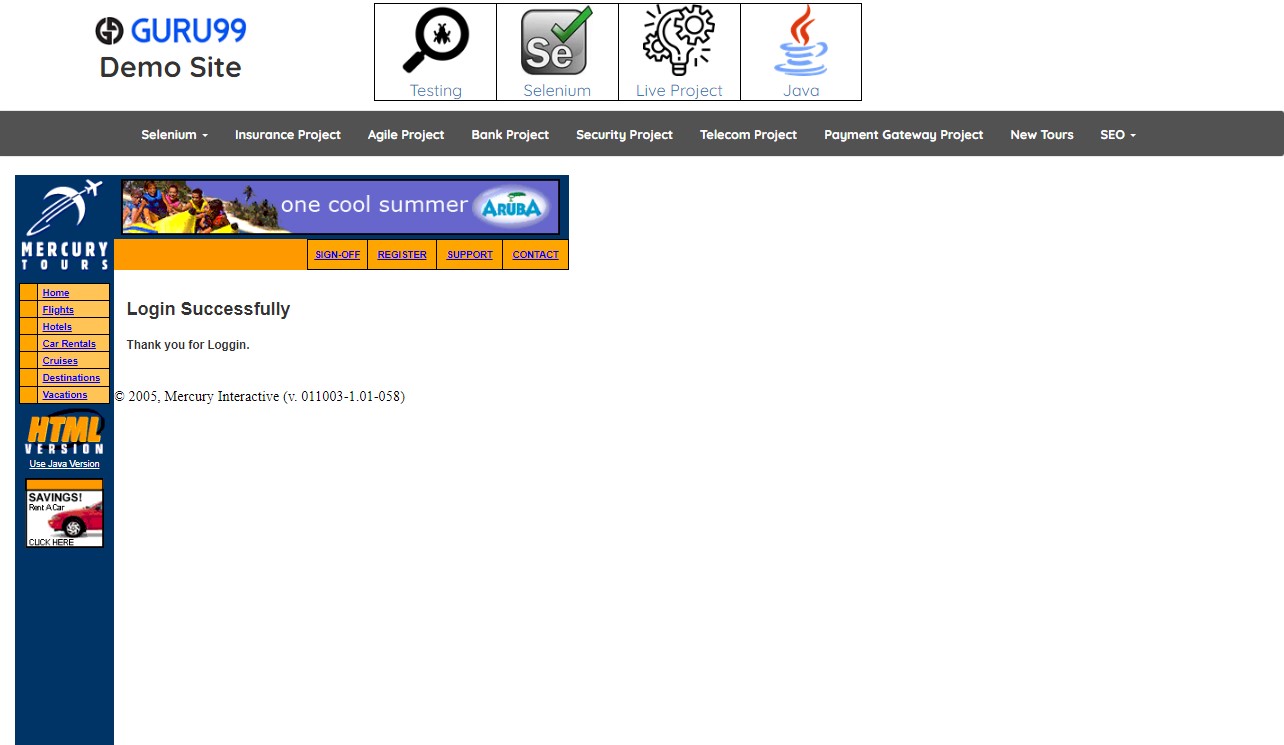 GURU99
Demo Site
Se
Testing
Selenium
Live Project
Java
Selenium
Insurance Project
Agile Project
Bank Project
Security Project
Telecom Project
Payment Gateway Project
New Tours
SEO
one cool summer
ARUBA
MERCURY
TOURS
SIGN-OFF
REGISTER
SUPPORT
CONTACT
Home
Flights
Hotels
Car Rentals
Cruises
Destinations
Vacations
Login Successfully
Thank you for Loggin.
© 2005, Mercury Interactive (v. 011003-1.01-058)
HTML
VERSION
Use Java Version
SAVINGS!
Rent A Car
CLICK HERE